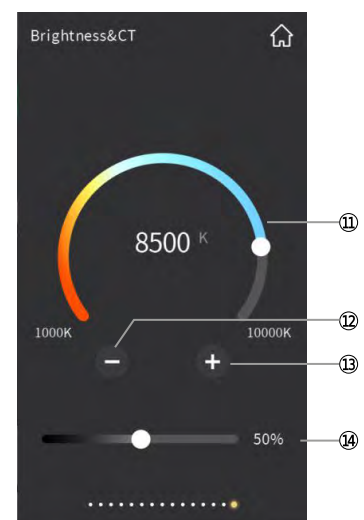 Brightness&CT
⑪
8500 K
⑫
1000K
10000K
− +
⑬
50%
⑭